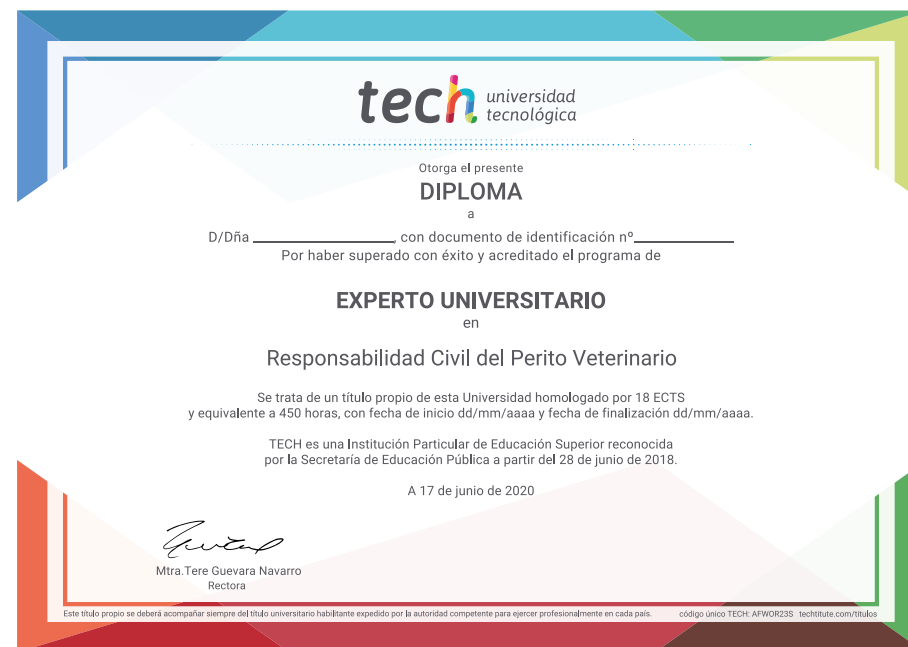 tech universidad
tecnológica
Otorga el presente
DIPLOMA
a
D/Dña ____________________, con documento de identificación nº______________
Por haber superado con éxito y acreditado el programa de
EXPERTO UNIVERSITARIO
en
Responsabilidad Civil del Perito Veterinario
Se trata de un título propio de esta Universidad homologado por 18 ECTS
y equivalente a 450 horas, con fecha de inicio dd/mm/aaaa y fecha de finalización dd/mm/aaaa.
TECH es una Institución Particular de Educación Superior reconocida
por la Secretaría de Educación Pública a partir del 28 de junio de 2018.
A 17 de junio de 2020
Mtra.Tere Guevara Navarro
Rectora
Este título propio se deberá acompañar siempre del título universitario habilitante expedido por la autoridad competente para ejercer profesionalmente en cada país. código único TECH: AFWOR23S techtitute.com/titulos